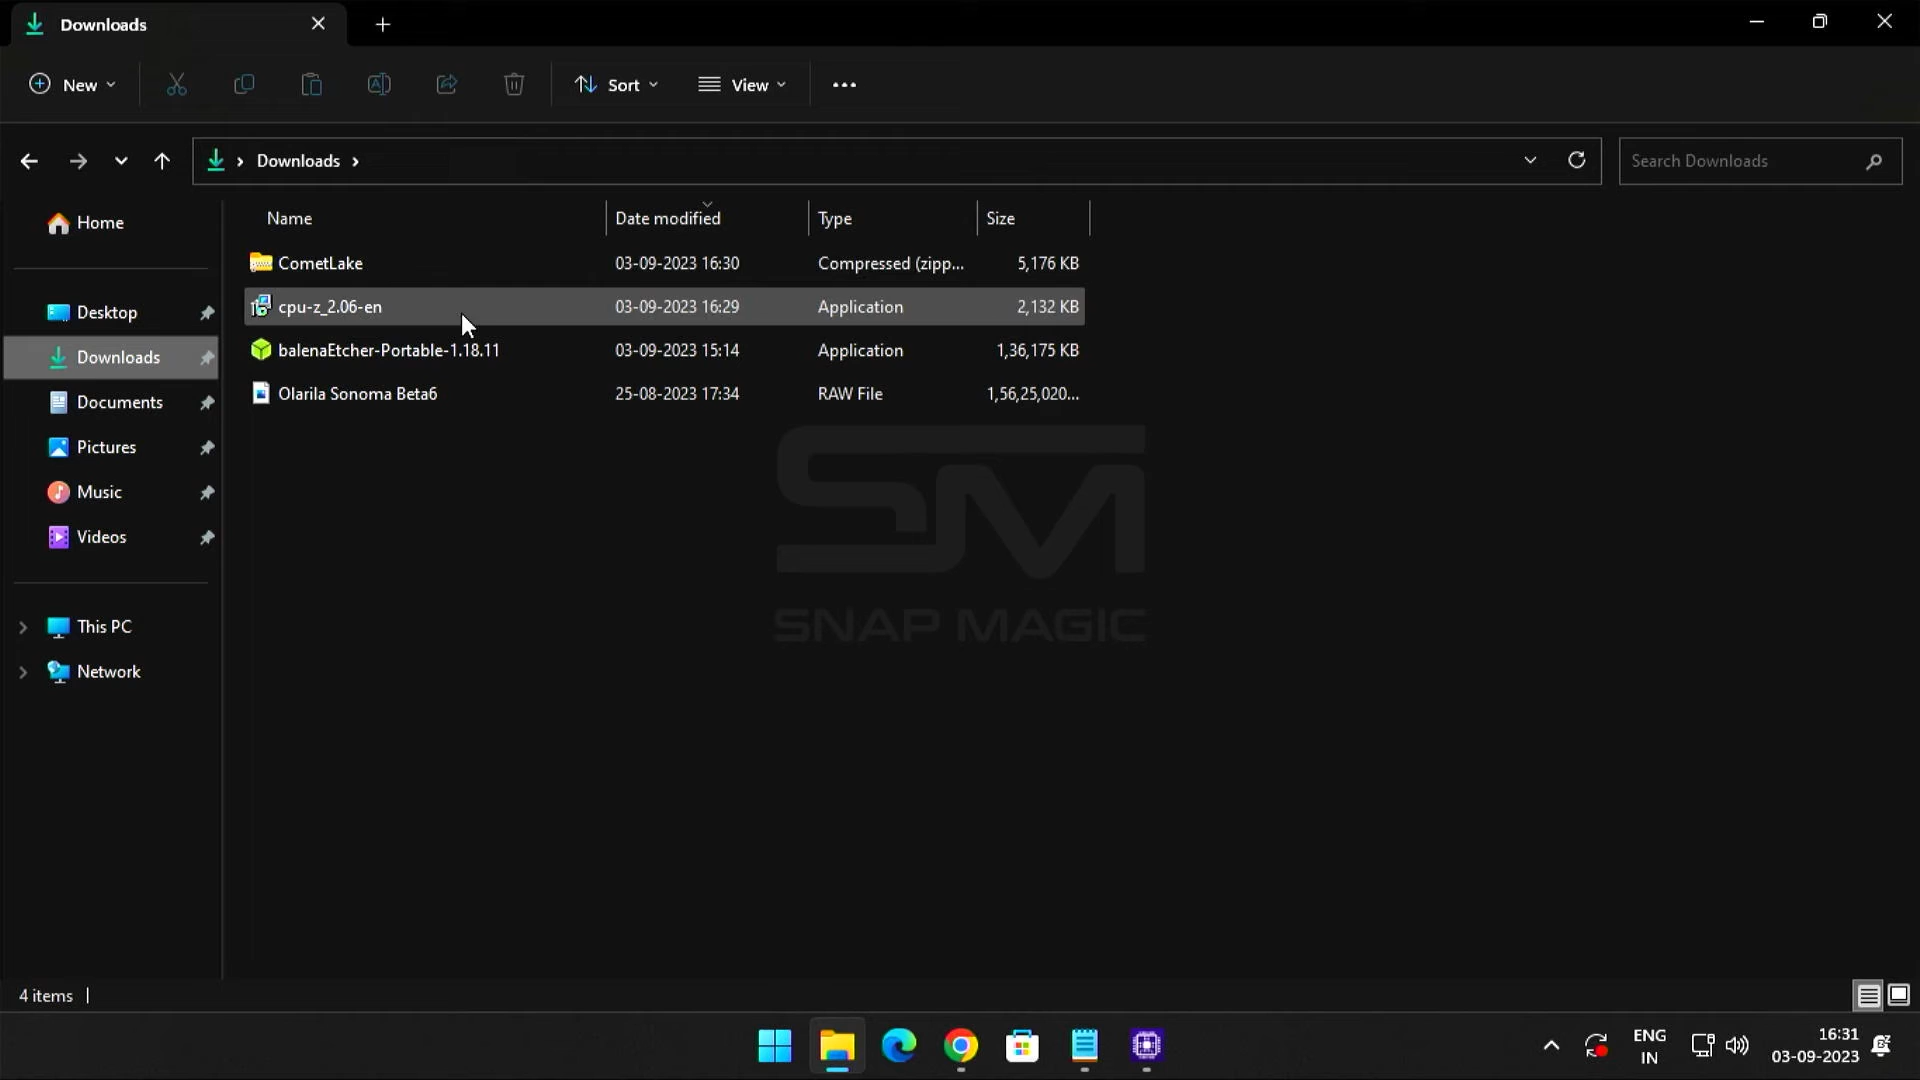 Downloads
New
Sort
View
Downloads
Search Downloads
Home
Desktop
Downloads
Documents
Pictures
Music
Videos
This PC
Network
Name Date modified Type Size
CometLake 03-09-2023 16:30 Compressed (zipp... 5,176 KB
cpu-z_2.06-en 03-09-2023 16:29 Application 2,132 KB
balenaEtcher-Portable-1.18.11 03-09-2023 15:14 Application 1,36,175 KB
Olarila Sonoma Beta6 25-08-2023 17:34 RAW File 1,56,25,020...
SM
SNAP MAGIC
4 items
ENG
IN
16:31
03-09-2023